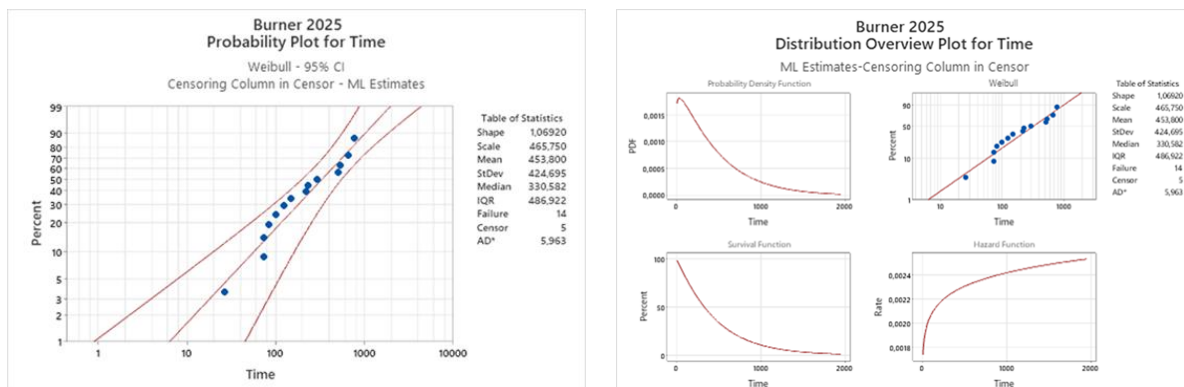 Burner 2025
Probability Plot for Time
Weibull - 95% CI
Censoring Column in Censor - ML Estimates
99
90
80
70
60
50
40
30
20
10
5
3
2
1
Percent
1 10 100 1000 10000
Time
Table of Statistics
Shape 1,06920
Scale 465,750
Mean 453,800
StDev 424,695
Median 330,582
IQR 486,922
Failure 14
Censor 5
AD* 5,963
Burner 2025
Distribution Overview Plot for Time
ML Estimates-Censoring Column in Censor
Probability Density Function
0,0015
0,0010
0,0005
0,0000
PDF
0 1000 2000
Time
Weibull
90
50
10
1
Percent
10 100 1000
Time
Table of Statistics
Shape 1,06920
Scale 465,750
Mean 453,800
StDev 424,695
Median 330,582
IQR 486,922
Failure 14
Censor 5
AD* 5,963
Survival Function
100
50
0
Percent
0 1000 2000
Time
Hazard Function
0,0024
0,0022
0,0020
0,0018
Rate
0 1000 2000
Time